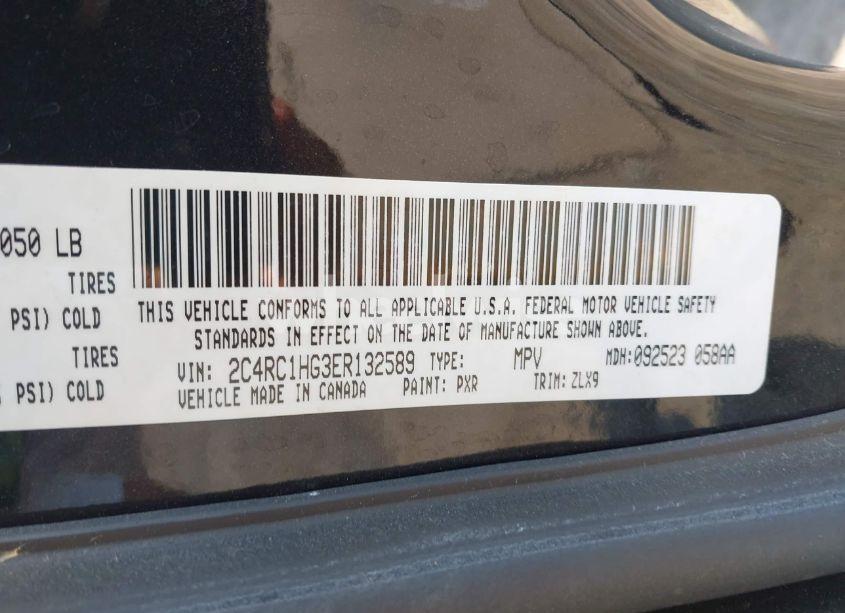 050 LB
TIRES
PSI) COLD
TIRES
PSI) COLD
THIS VEHICLE CONFORMS TO ALL APPLICABLE U.S.A. FEDERAL MOTOR VEHICLE SAFETY
STANDARDS IN EFFECT ON THE DATE OF MANUFACTURE SHOWN ABOVE.
VIN: 2C4RC1HG3ER132589 TYPE: MPV MDH:092523 058AA
VEHICLE MADE IN CANADA PAINT: PXR TRIM: ZLX9